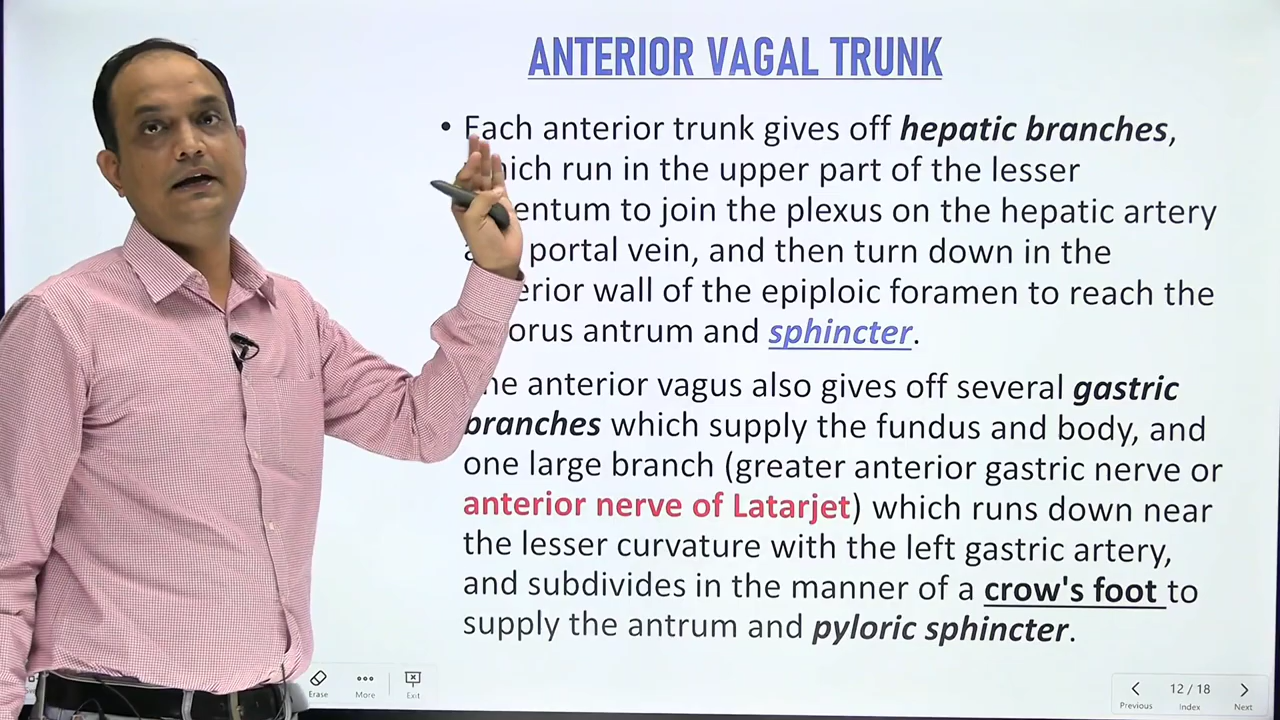 ANTERIOR VAGAL TRUNK
• Each anterior trunk gives off hepatic branches,
run in the upper part of the lesser
to join the plexus on the hepatic artery
portal vein, and then turn down in the
wall of the epiploic foramen to reach the
antrum and sphincter.
anterior vagus also gives off several gastric
branches which supply the fundus and body, and
one large branch (greater anterior gastric nerve or
anterior nerve of Latarjet) which runs down near
the lesser curvature with the left gastric artery,
and subdivides in the manner of a crow's foot to
supply the antrum and pyloric sphincter.
Erase
More
Exit
Previous
12 / 18
Index
Next